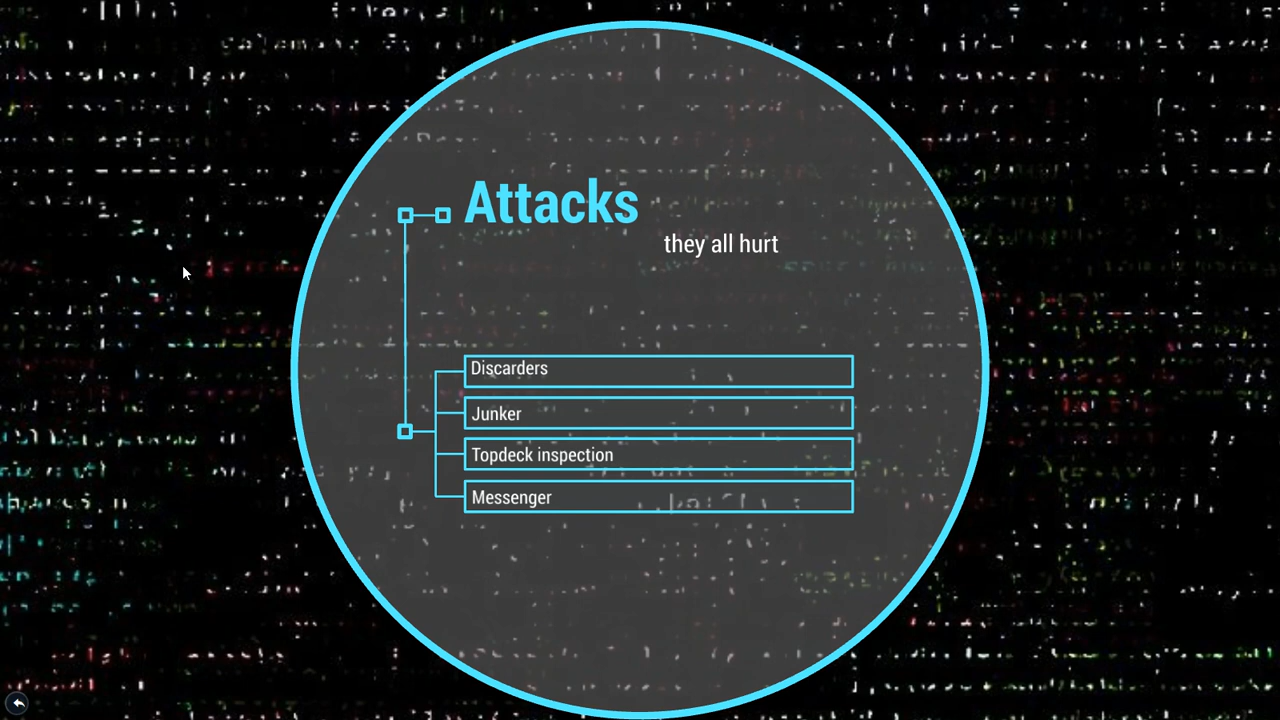 Attacks
they all hurt
Discarders
Junker
Topdeck inspection
Messenger